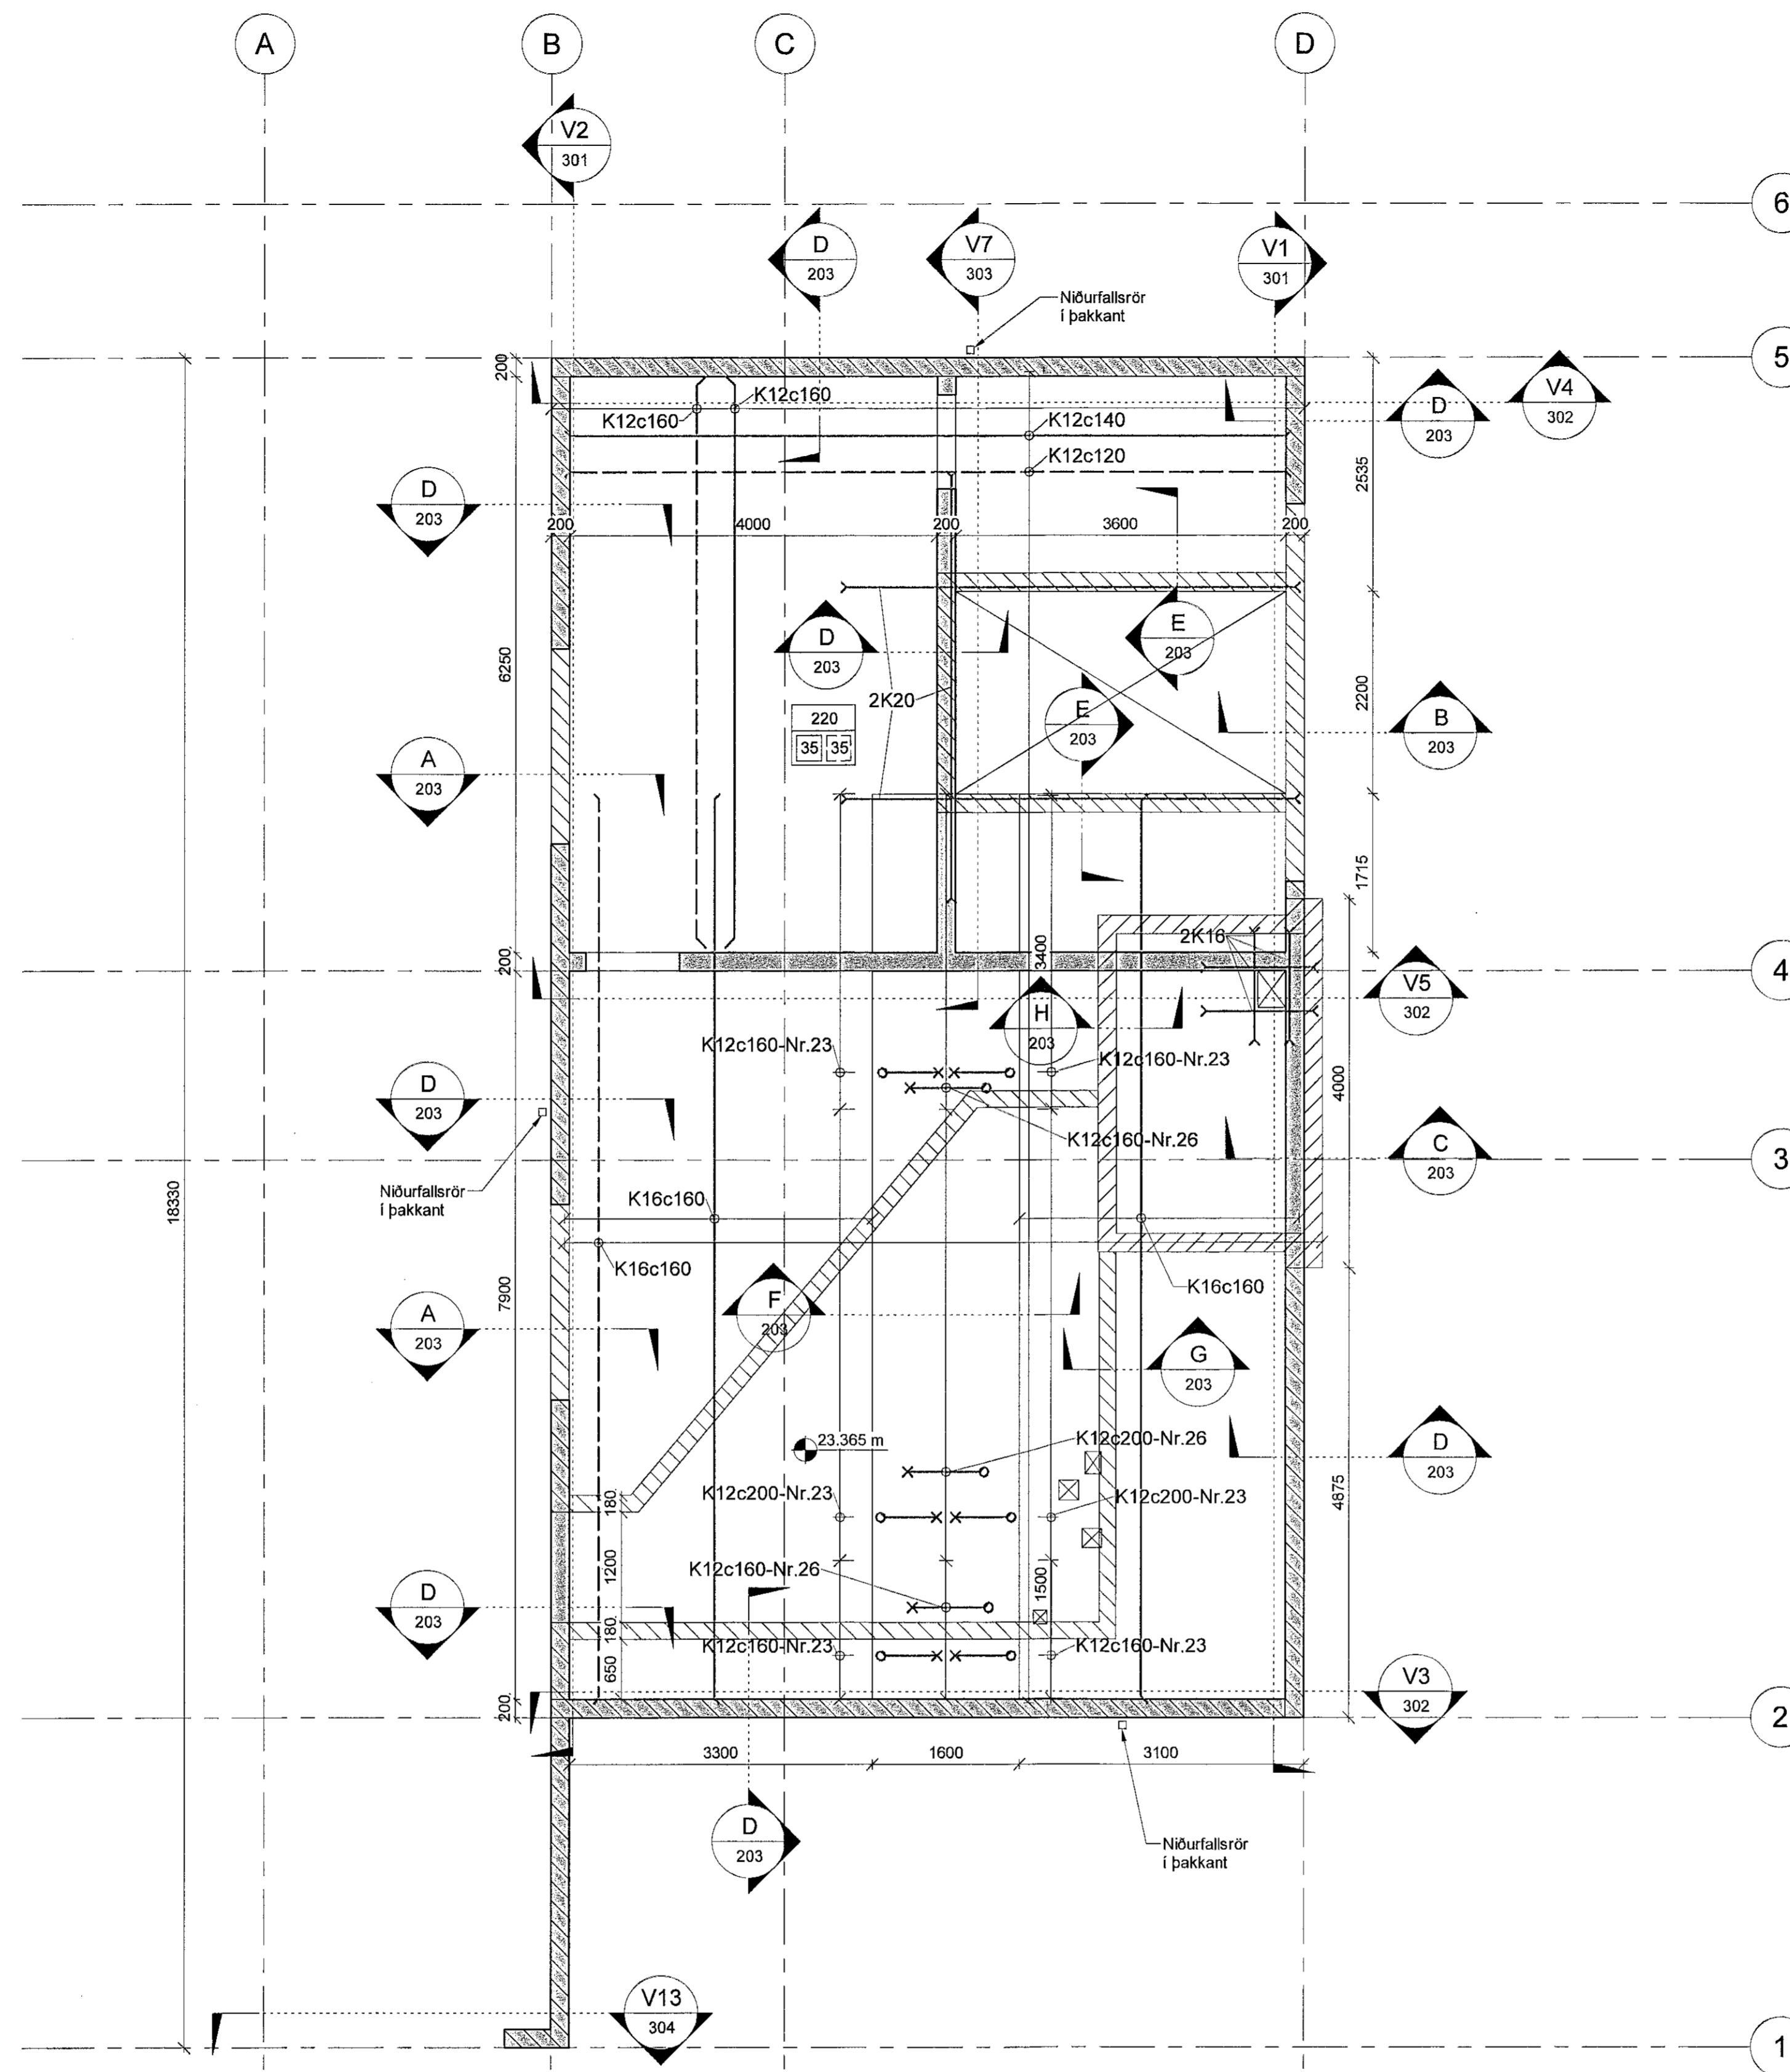 A
B
C
D
V2
301
6
D
203
V7
303
V1
301
Niðurfallsrör
í þakkant
5
200
K12c160
K12c160
K12c140
K12c120
V4
302
D
203
2535
D
203
200
4000
200
3600
200
6250
D
203
E
203
2K20
2200
220
35
35
E
203
B
203
A
203
1715
2K16
3400
200
4
V5
302
H
203
K12c160-Nr.23
K12c160-Nr.23
4000
D
203
K12c160-Nr.26
C
203
3
Niðurfallsrör
í þakkant
18330
K16c160
K16c160
K16c160
7900
F
203
A
203
G
203
K12c200-Nr.26
23.365 m
D
203
K12c200-Nr.23
K12c200-Nr.23
4875
180
1200
K12c160-Nr.26
1500
D
203
180
K12c160-Nr.23
K12c160-Nr.23
650
V3
302
200
2
3300
1600
3100
D
203
Niðurfallsrör
í þakkant
V13
304
1